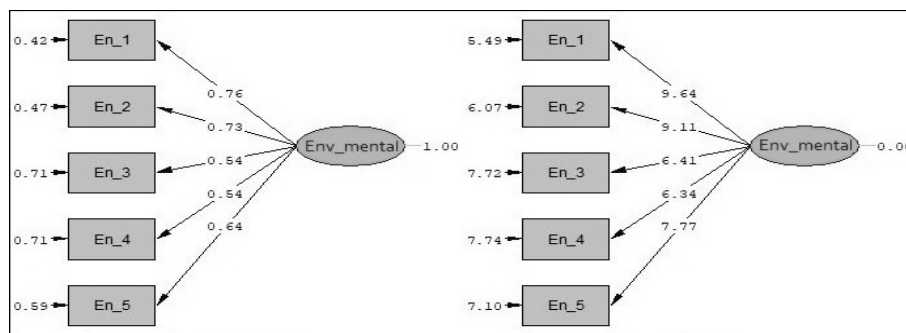 0.42 En_1
0.76
0.47 En_2
0.73
Env_mental 1.00
0.54
0.71 En_3
0.54
0.71 En_4
0.64
0.59 En_5
5.49 En_1
9.64
6.07 En_2
9.11
Env_mental 0.00
6.41
7.72 En_3
6.34
7.74 En_4
7.77
7.10 En_5